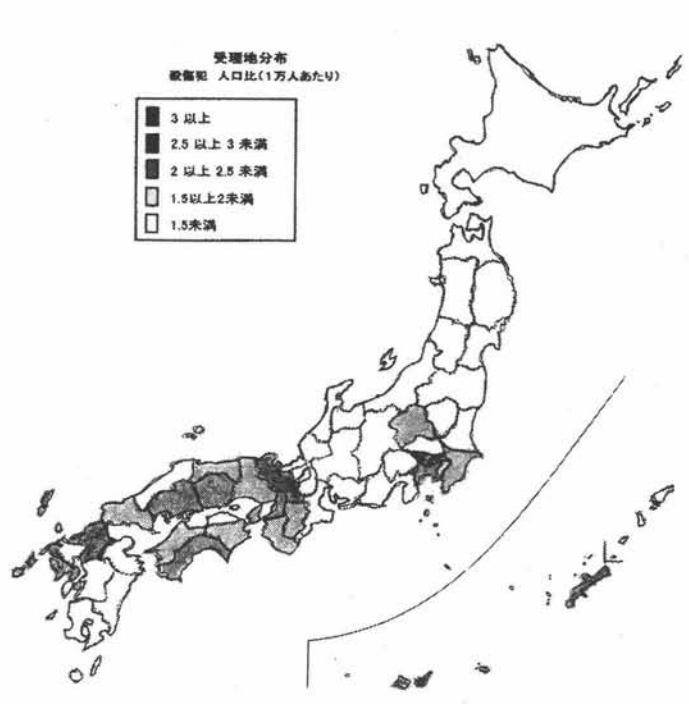 受理地分布
殺傷犯 人口比(1万人あたり)
3 以上
2.5 以上 3 未満
2 以上 2.5 未満
1.5以上2未満
1.5未満